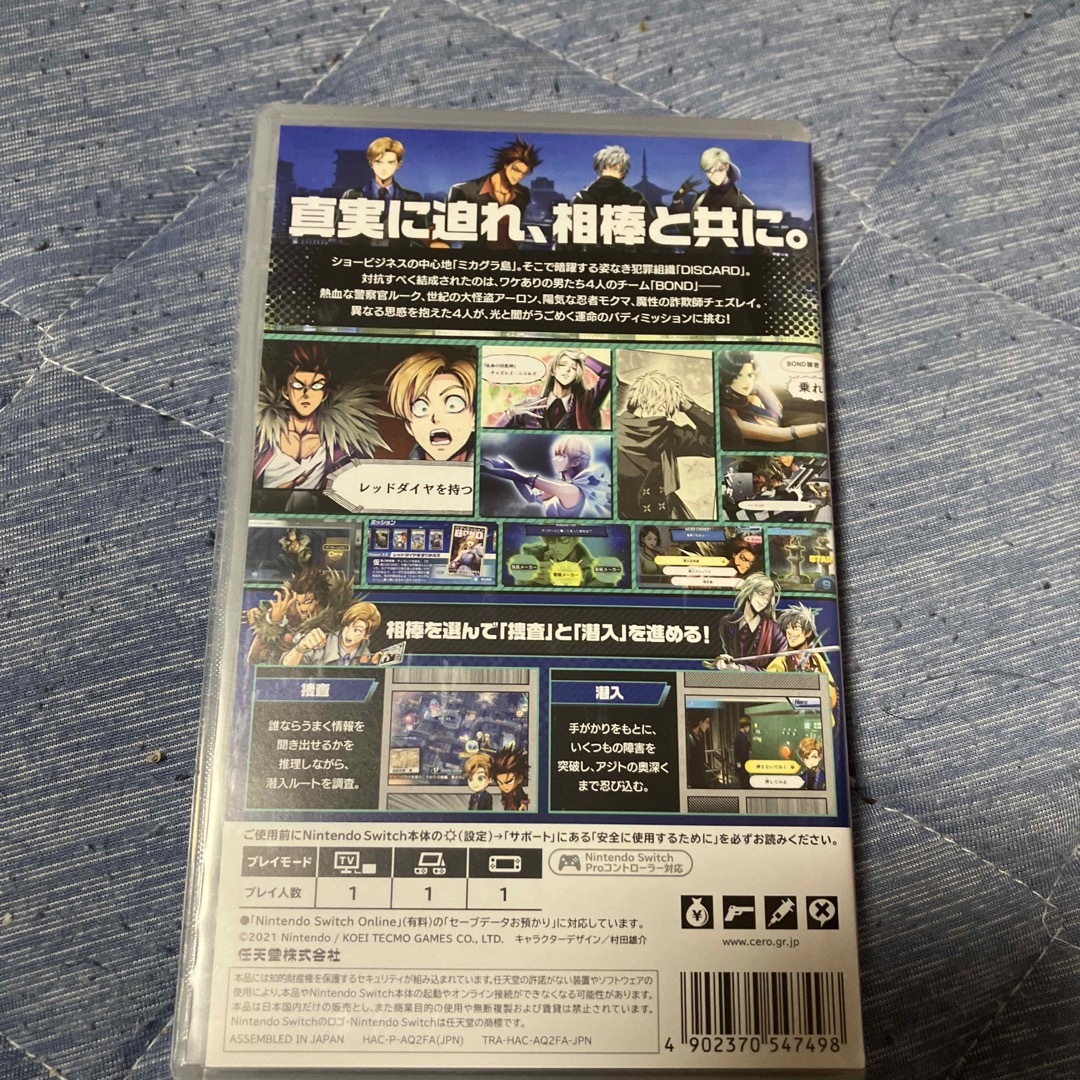 真実に迫れ、相棒と共に。
ショービジネスの中心地「ミカグラ島」。そこで暗躍する姿なき犯罪組織「DISCARD」。
対抗すべく結成されたのは、ワケありの男たち4人のチーム「BOND」──
熱血な警察官ルーク、世紀の大怪盗アーロン、陽気な忍者モクマ、魔性の詐欺師チェズレイ。
異なる思惑を抱えた4人が、光と闇がうごめく運命のバディミッションに挑む!
チェズレイ・ニコルズ
BOND
乗れ
レッドダイヤを持つ
ミッション
BOND
相棒を選んで「捜査」と「潜入」を進める!
捜査
誰ならうまく情報を
聞き出せるかを
推理しながら、
潜入ルートを調査。
潜入
手がかりをもとに、
いくつもの障害を
突破し、アジトの奥深く
まで忍び込む。
Hero
ご使用前にNintendo Switch本体の(設定)→「サポート」にある「安全に使用するために」を必ずお読みください。
プレイモード TV
プレイ人数 1 1 1
Nintendo Switch
Proコントローラー対応
●「Nintendo Switch Online」(有料)の「セーブデータお預かり」に対応しています。
©2021 Nintendo / KOEI TECMO GAMES CO., LTD. キャラクターデザイン/村田雄介
任天堂株式会社
www.cero.gr.jp
本品には知的財産権を保護するセキュリティが組み込まれています。任天堂の許諾がない装置やソフトウェアの
使用により、本品やNintendo Switch本体の起動やオンライン接続ができなくなる可能性があります。
本品は日本国内だけの販売とし、また商業目的の使用や無断複製および賃貸は禁止されています。
Nintendo Switchのロゴ・Nintendo Switchは任天堂の商標です。
ASSEMBLED IN JAPAN HAC-P-AQ2FA(JPN) TRA-HAC-AQ2FA-JPN
4 902370 547498